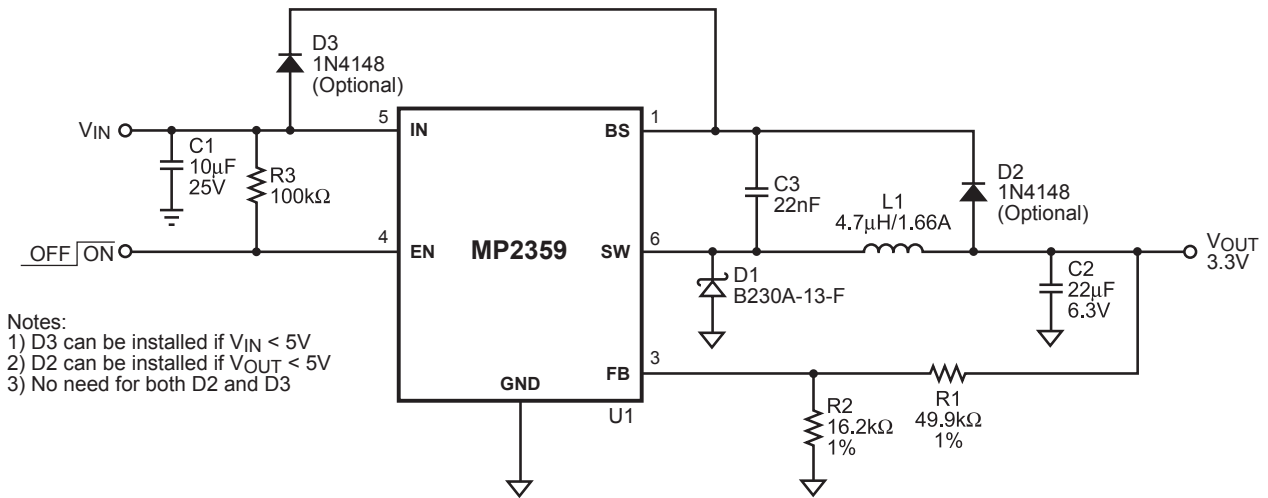 D3
1N4148
(Optional)
VIN
C1
10μF
25V
R3
100kΩ
5
IN
OFF ON
4
EN
MP2359
GND
U1
BS
1
SW
6
FB
3
C3
22nF
D2
1N4148
(Optional)
L1
4.7μH/1.66A
D1
B230A-13-F
C2
22μF
6.3V
VOUT
3.3V
R2
16.2kΩ
1%
R1
49.9kΩ
1%
Notes:
1) D3 can be installed if VIN < 5V
2) D2 can be installed if VOUT < 5V
3) No need for both D2 and D3